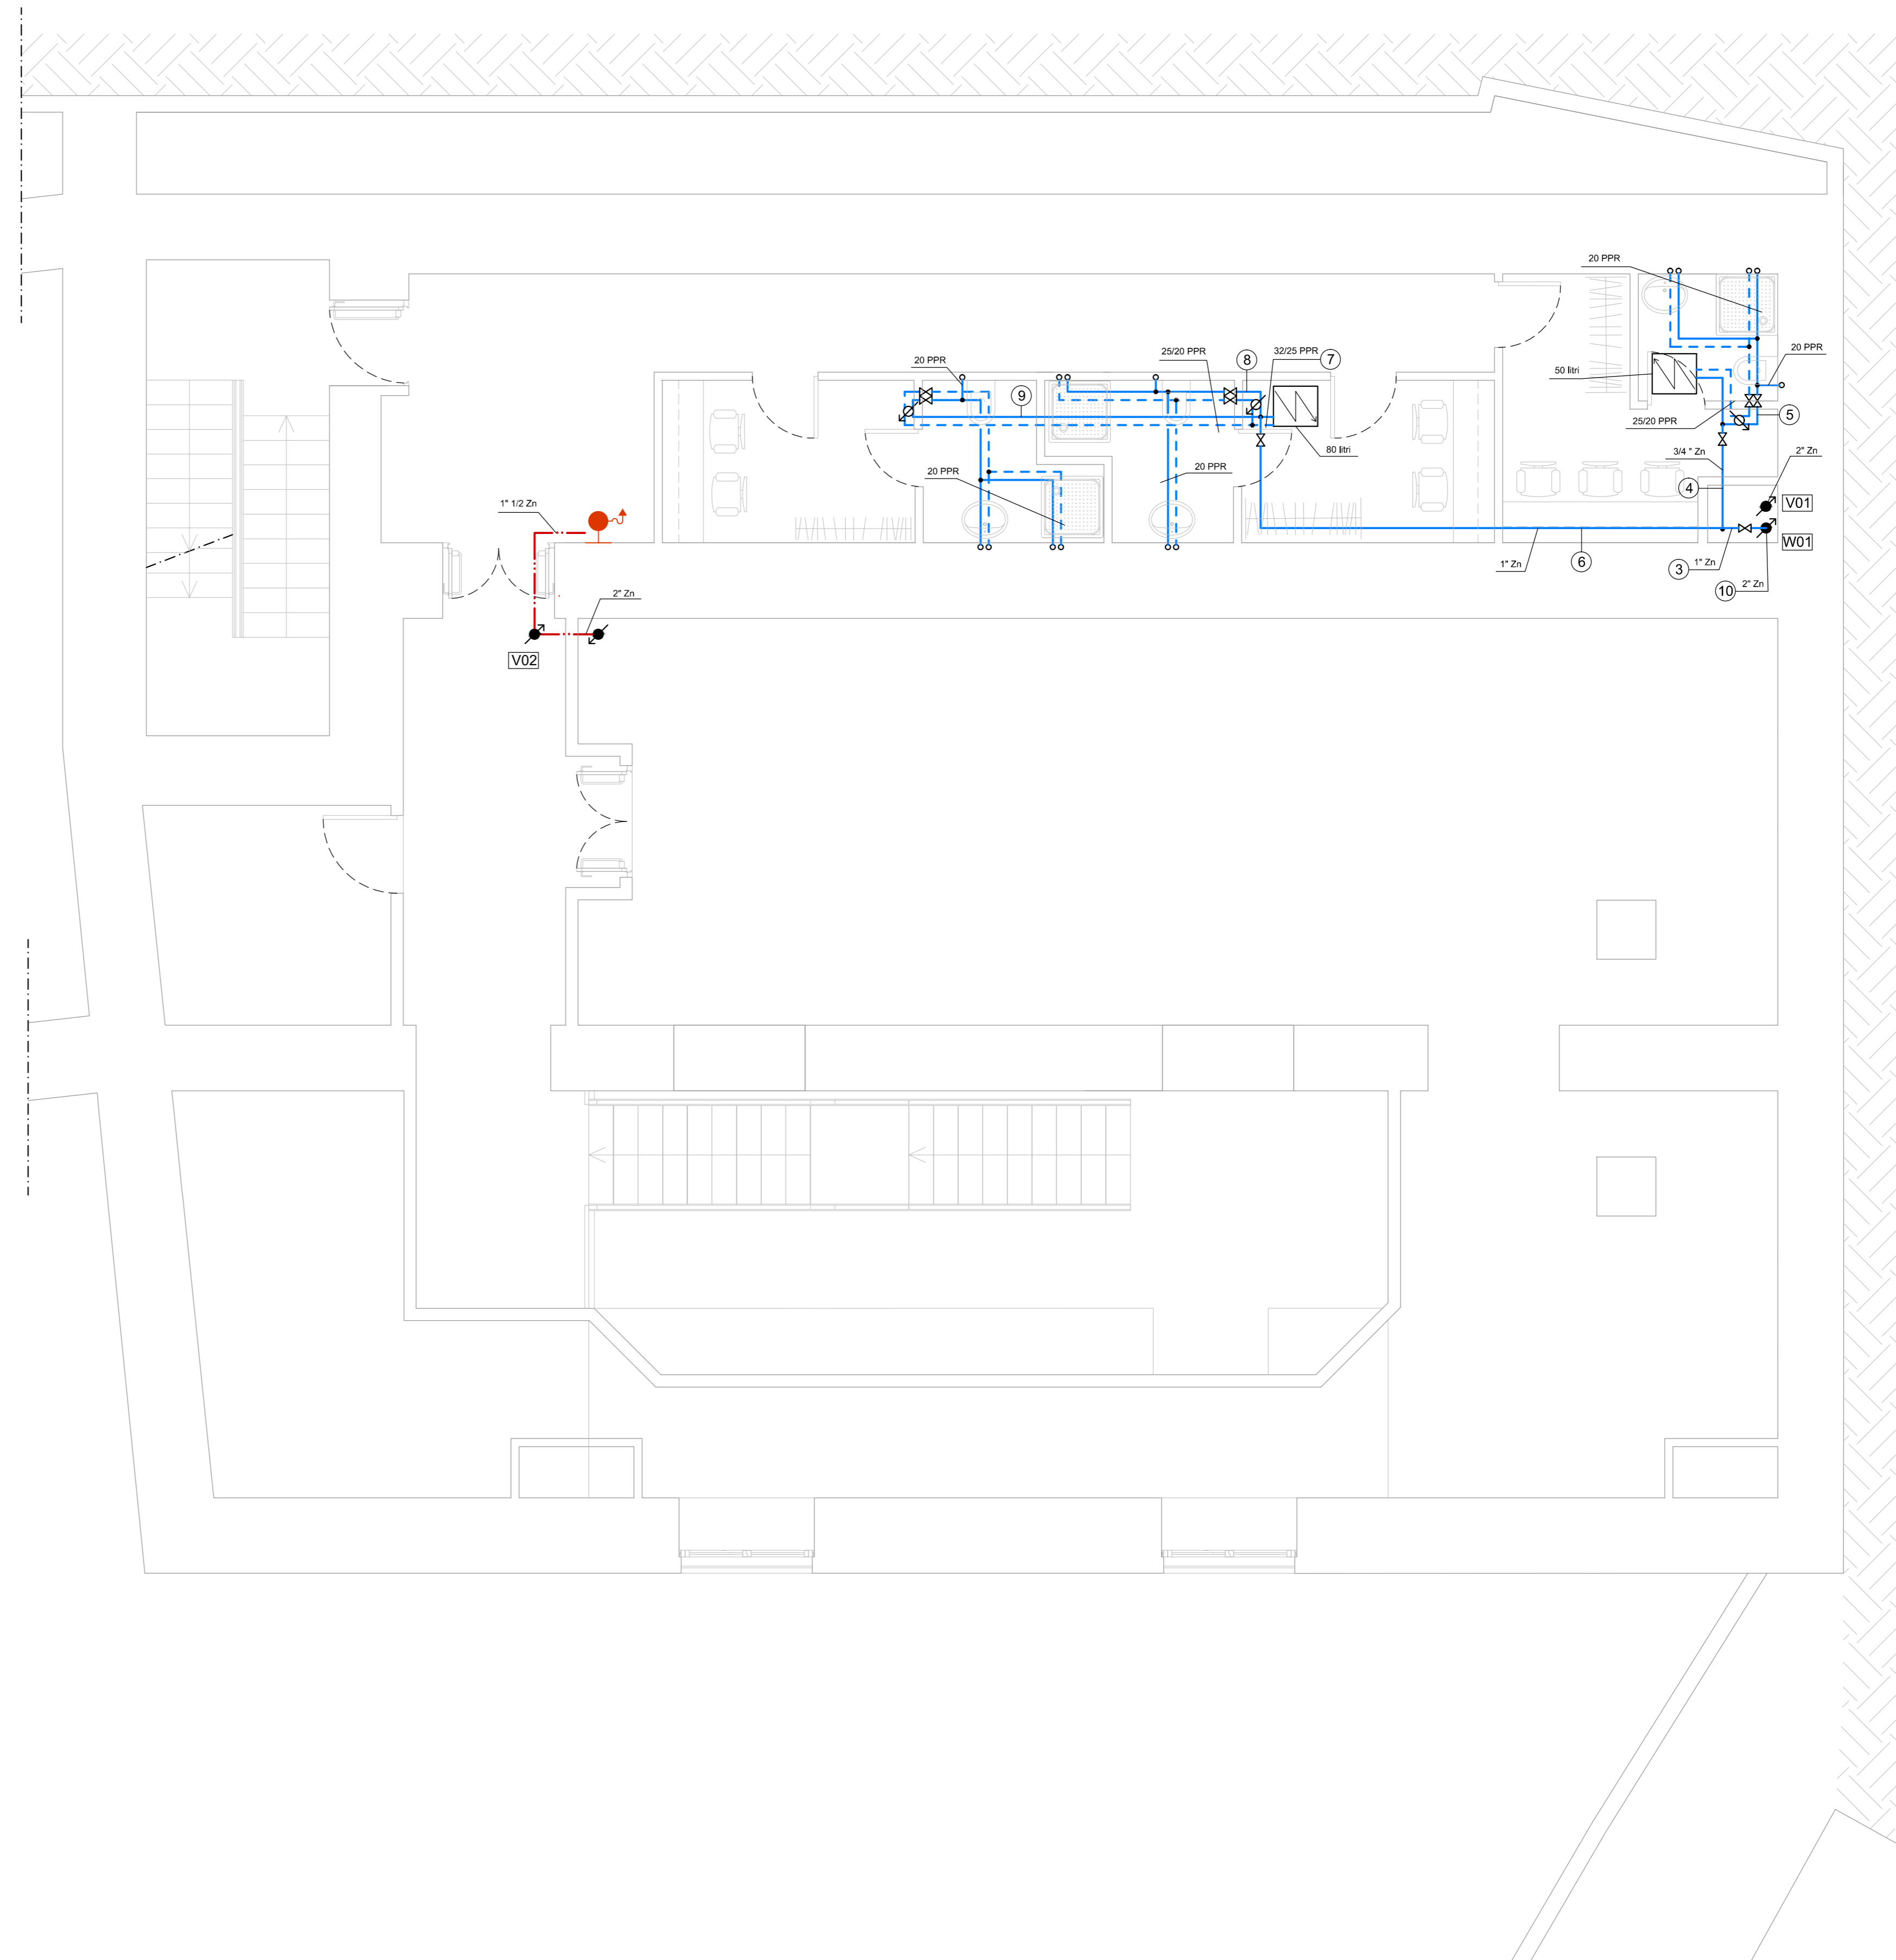 20 PPR
20 PPR
25/20 PPR
8
32/25 PPR
7
20 PPR
50 litri
9
5
25/20 PPR
80 litri
3/4 " Zn
2" Zn
20 PPR
20 PPR
4
V01
1" 1/2 Zn
W01
1" Zn
6
3
1" Zn
10
2" Zn
2" Zn
V02